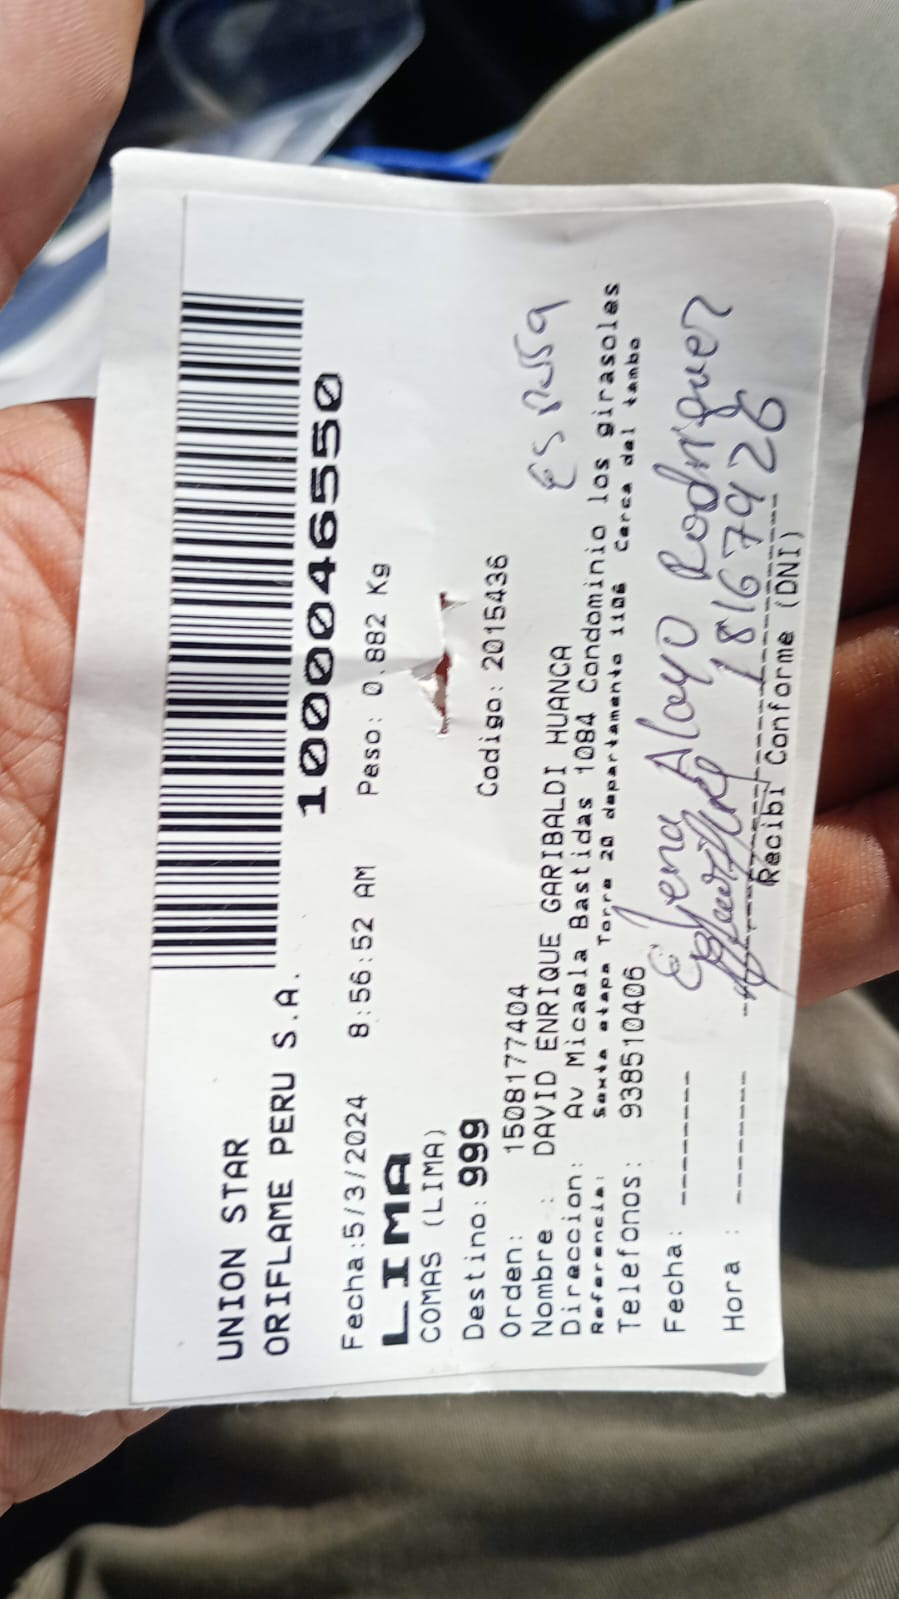 UNION STAR
ORIFLAME PERU S.A.
1000046550
Fecha:5/3/2024 8:56:52 AM Peso: 0.882 Kg
LIMA
COMAS (LIMA)
Destino: 999 Codigo: 2015436
Orden: 1508177404
Nombre : DAVID ENRIQUE GARIBALDI HUANCA
Direccion: Av Micaela Bastidas 1084 Condominio los girasoles
Referencia: Sexta etapa Torre 20 departamento 1106 Cerca del tambo
Telefonos: 938510406
Fecha: --------
Elena Alayo Rodriguez
Hora : --------
18167926
Recibi Conforme (DNI)